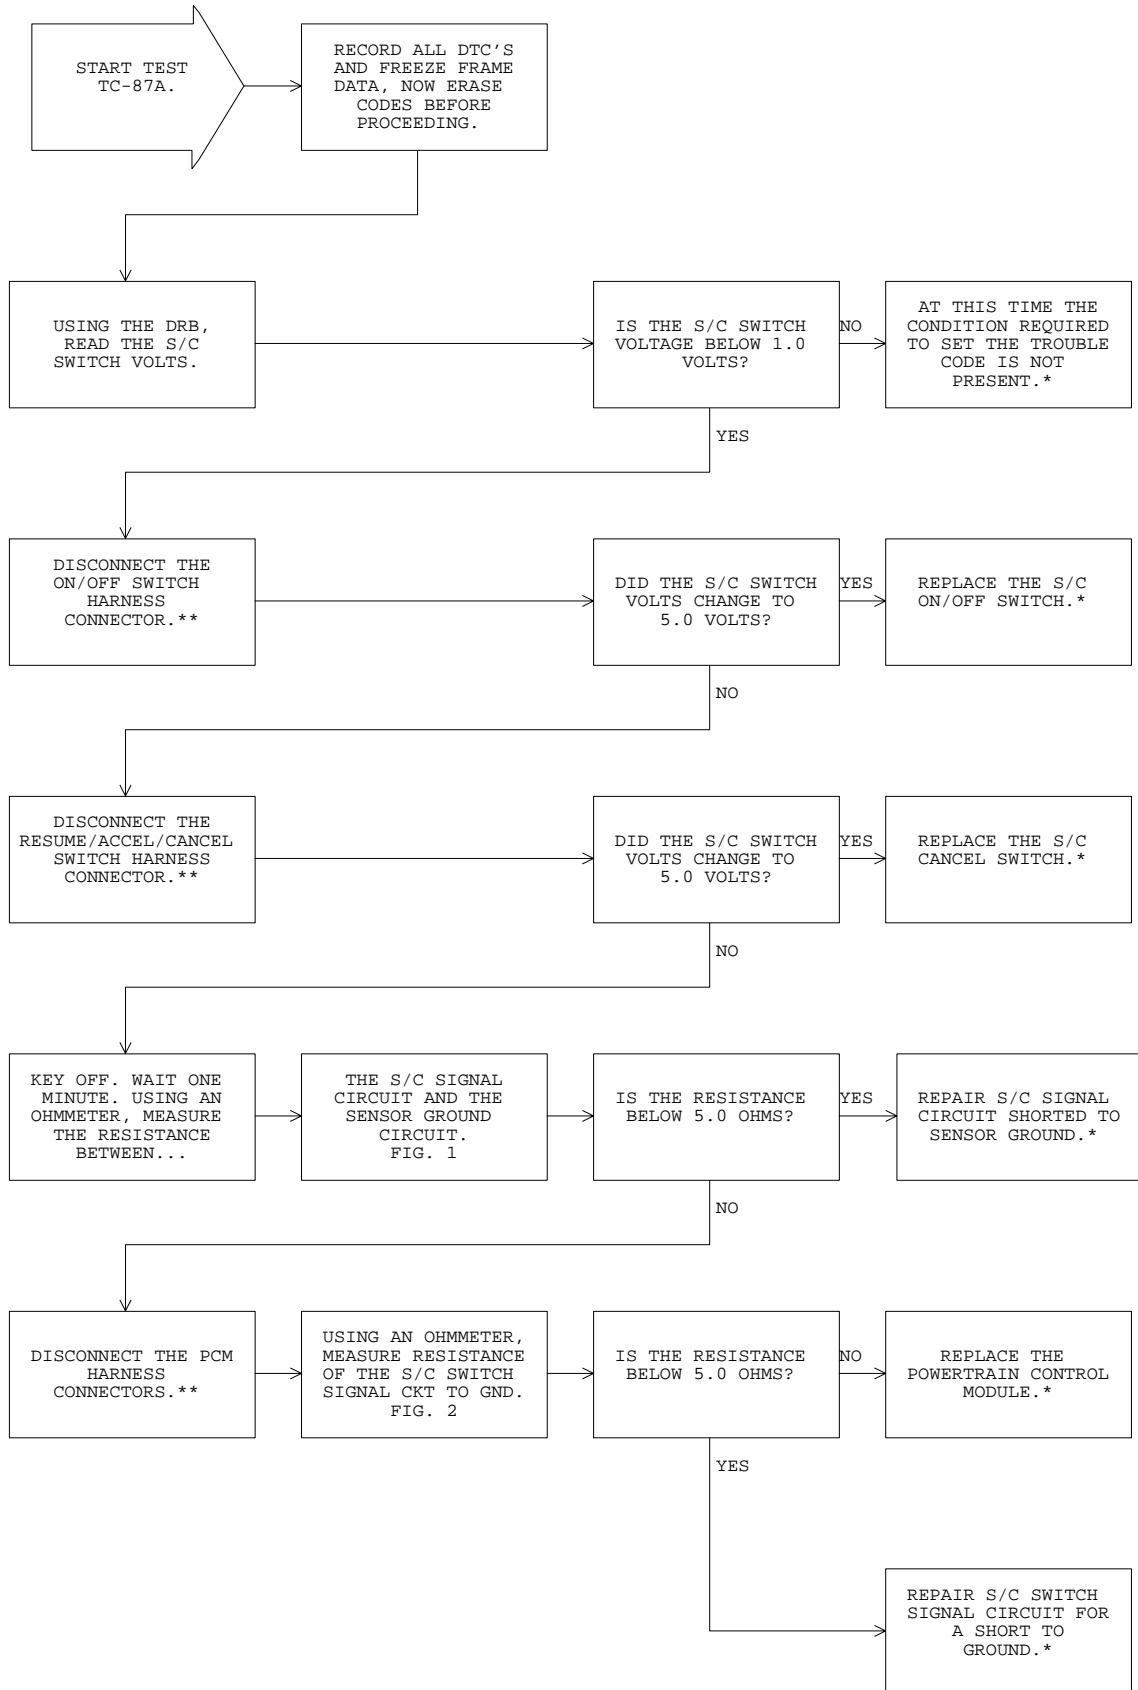 START TEST
TC-87A.
RECORD ALL DTC'S
AND FREEZE FRAME
DATA, NOW ERASE
CODES BEFORE
PROCEEDING.
USING THE DRB,
READ THE S/C
SWITCH VOLTS.
IS THE S/C SWITCH
VOLTAGE BELOW 1.0
VOLTS?
NO
AT THIS TIME THE
CONDITION REQUIRED
TO SET THE TROUBLE
CODE IS NOT
PRESENT.*
YES
DISCONNECT THE
ON/OFF SWITCH
HARNESS
CONNECTOR.**
DID THE S/C SWITCH
VOLTS CHANGE TO
5.0 VOLTS?
YES
REPLACE THE S/C
ON/OFF SWITCH.*
NO
DISCONNECT THE
RESUME/ACCEL/CANCEL
SWITCH HARNESS
CONNECTOR.**
DID THE S/C SWITCH
VOLTS CHANGE TO
5.0 VOLTS?
YES
REPLACE THE S/C
CANCEL SWITCH.*
NO
KEY OFF. WAIT ONE
MINUTE. USING AN
OHMMETER, MEASURE
THE RESISTANCE
BETWEEN...
THE S/C SIGNAL
CIRCUIT AND THE
SENSOR GROUND
CIRCUIT.
FIG. 1
IS THE RESISTANCE
BELOW 5.0 OHMS?
YES
REPAIR S/C SIGNAL
CIRCUIT SHORTED TO
SENSOR GROUND.*
NO
DISCONNECT THE PCM
HARNESS
CONNECTORS.**
USING AN OHMMETER,
MEASURE RESISTANCE
OF THE S/C SWITCH
SIGNAL CKT TO GND.
FIG. 2
IS THE RESISTANCE
BELOW 5.0 OHMS?
NO
REPLACE THE
POWERTRAIN CONTROL
MODULE.*
YES
REPAIR S/C SWITCH
SIGNAL CIRCUIT FOR
A SHORT TO
GROUND.*